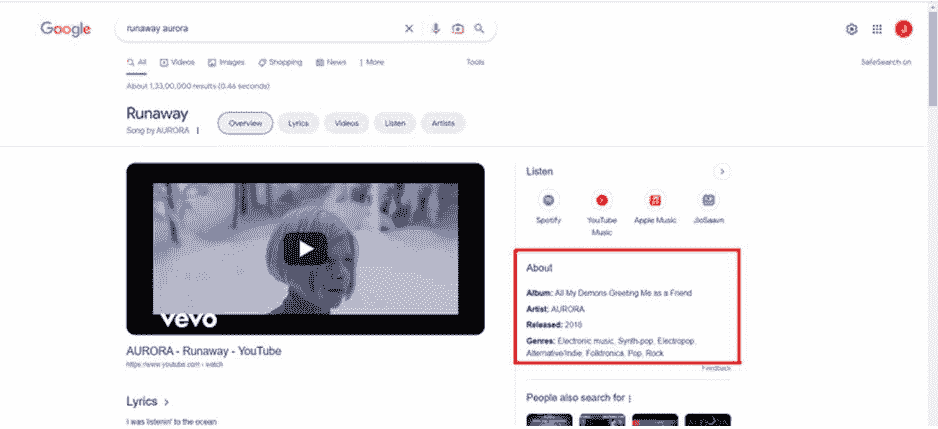 Google
runaway aurora
All Videos Images Shopping News More Tools SafeSearch on
About 1,33,00,000 results (0.46 seconds)
Runaway
Song by AURORA
Overview Lyrics Videos Listen Artists
J
vevo
AURORA - Runaway - YouTube
https://www.youtube.com › watch
Lyrics
I was listenin' to the ocean
Listen
Spotify YouTube Music Apple Music JioSaavn
About
Album: All My Demons Greeting Me as a Friend
Artist: AURORA
Released: 2016
Genres: Electronic music, Synth-pop, Electropop,
Alternative/Indie, Folktronica, Pop, Rock
Feedback
People also search for